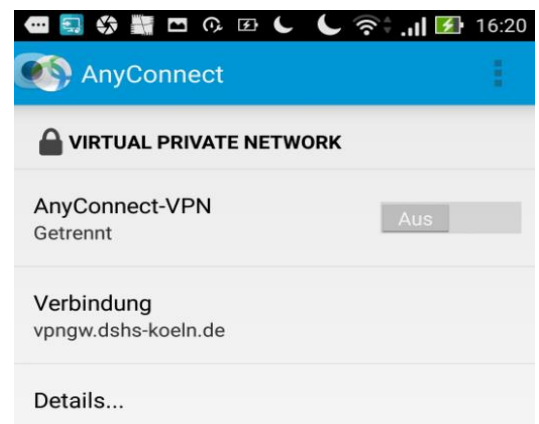 16:20
AnyConnect
VIRTUAL PRIVATE NETWORK
AnyConnect-VPN
Aus
Getrennt
Verbindung
vpngw.dshs-koeln.de
Details...